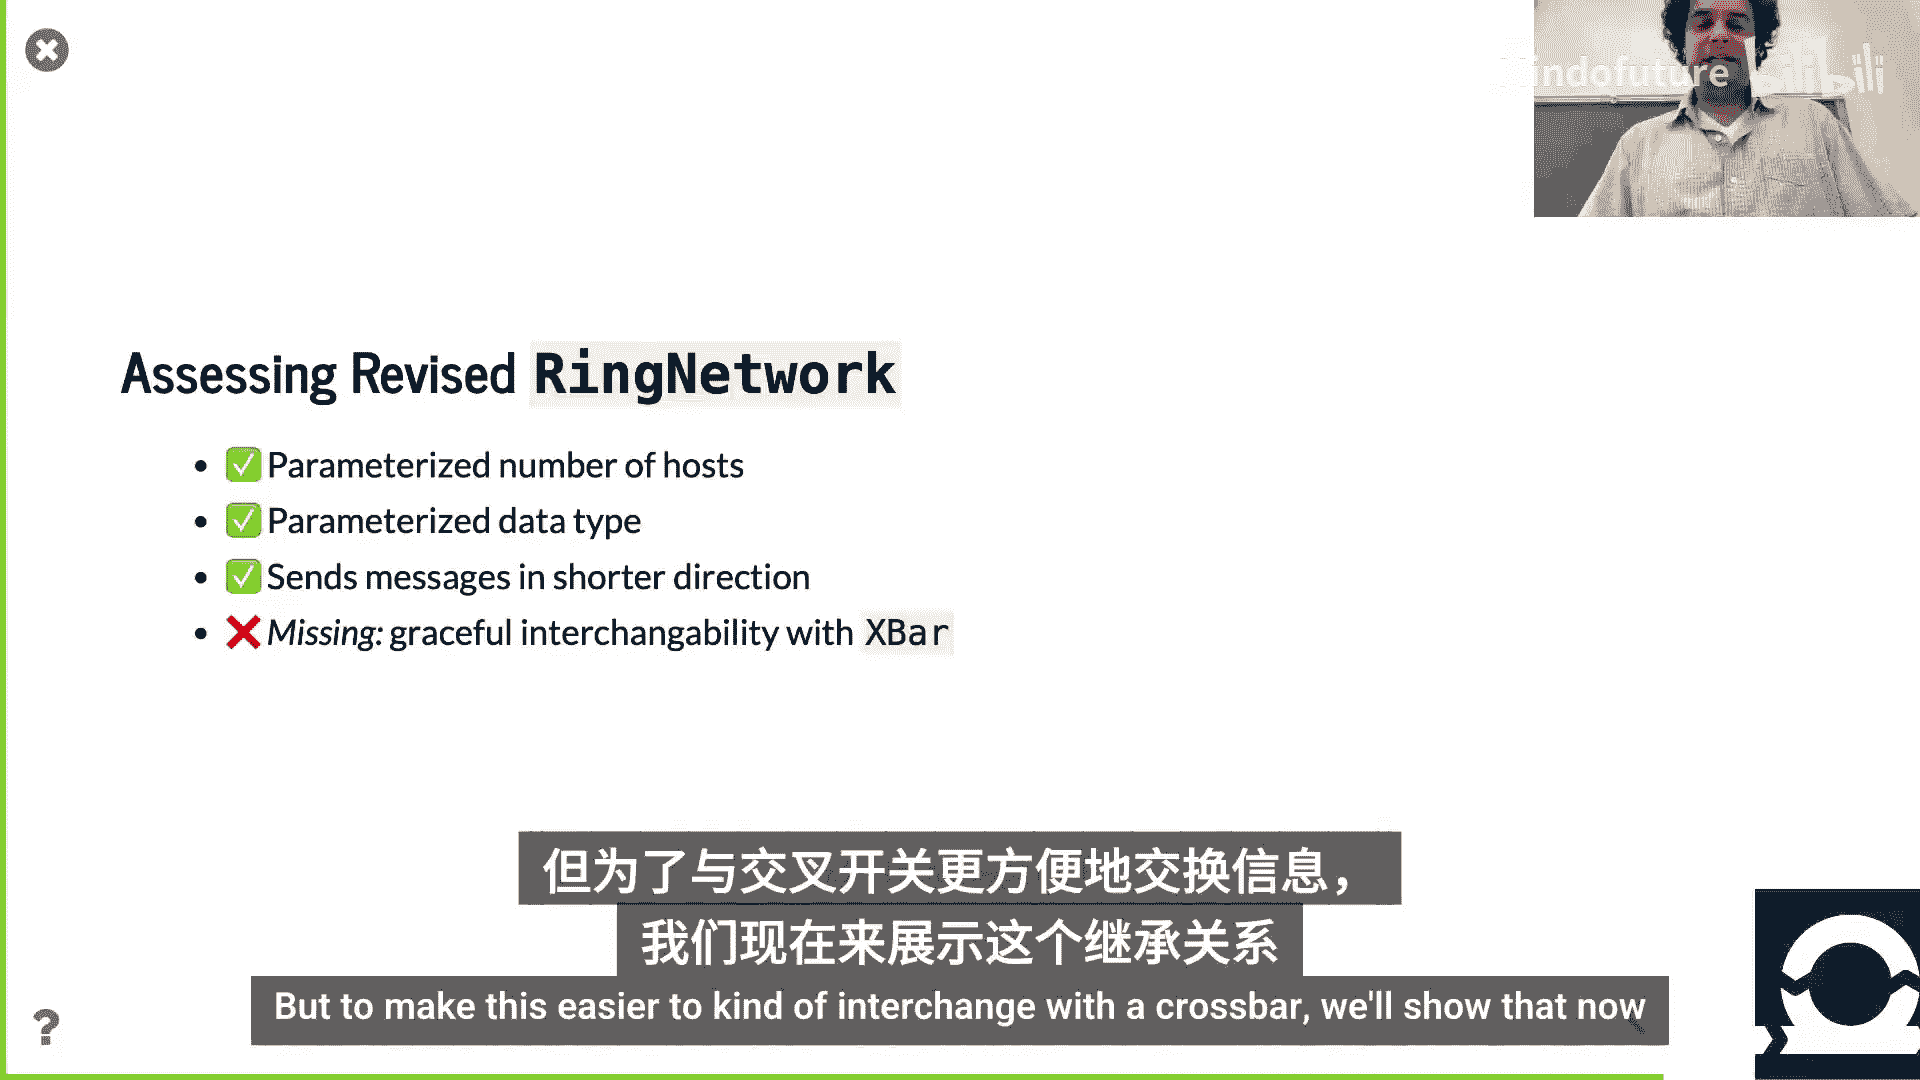 indofuture bilibili
Assessing Revised RingNetwork
✅ Parameterized number of hosts
✅ Parameterized data type
✅ Sends messages in shorter direction
❌ Missing: graceful interchangability with XBar
但为了与交叉开关更方便地交换信息，
我们现在来展示这个继承关系
But to make this easier to kind of interchange with a crossbar, we'll show that now
?